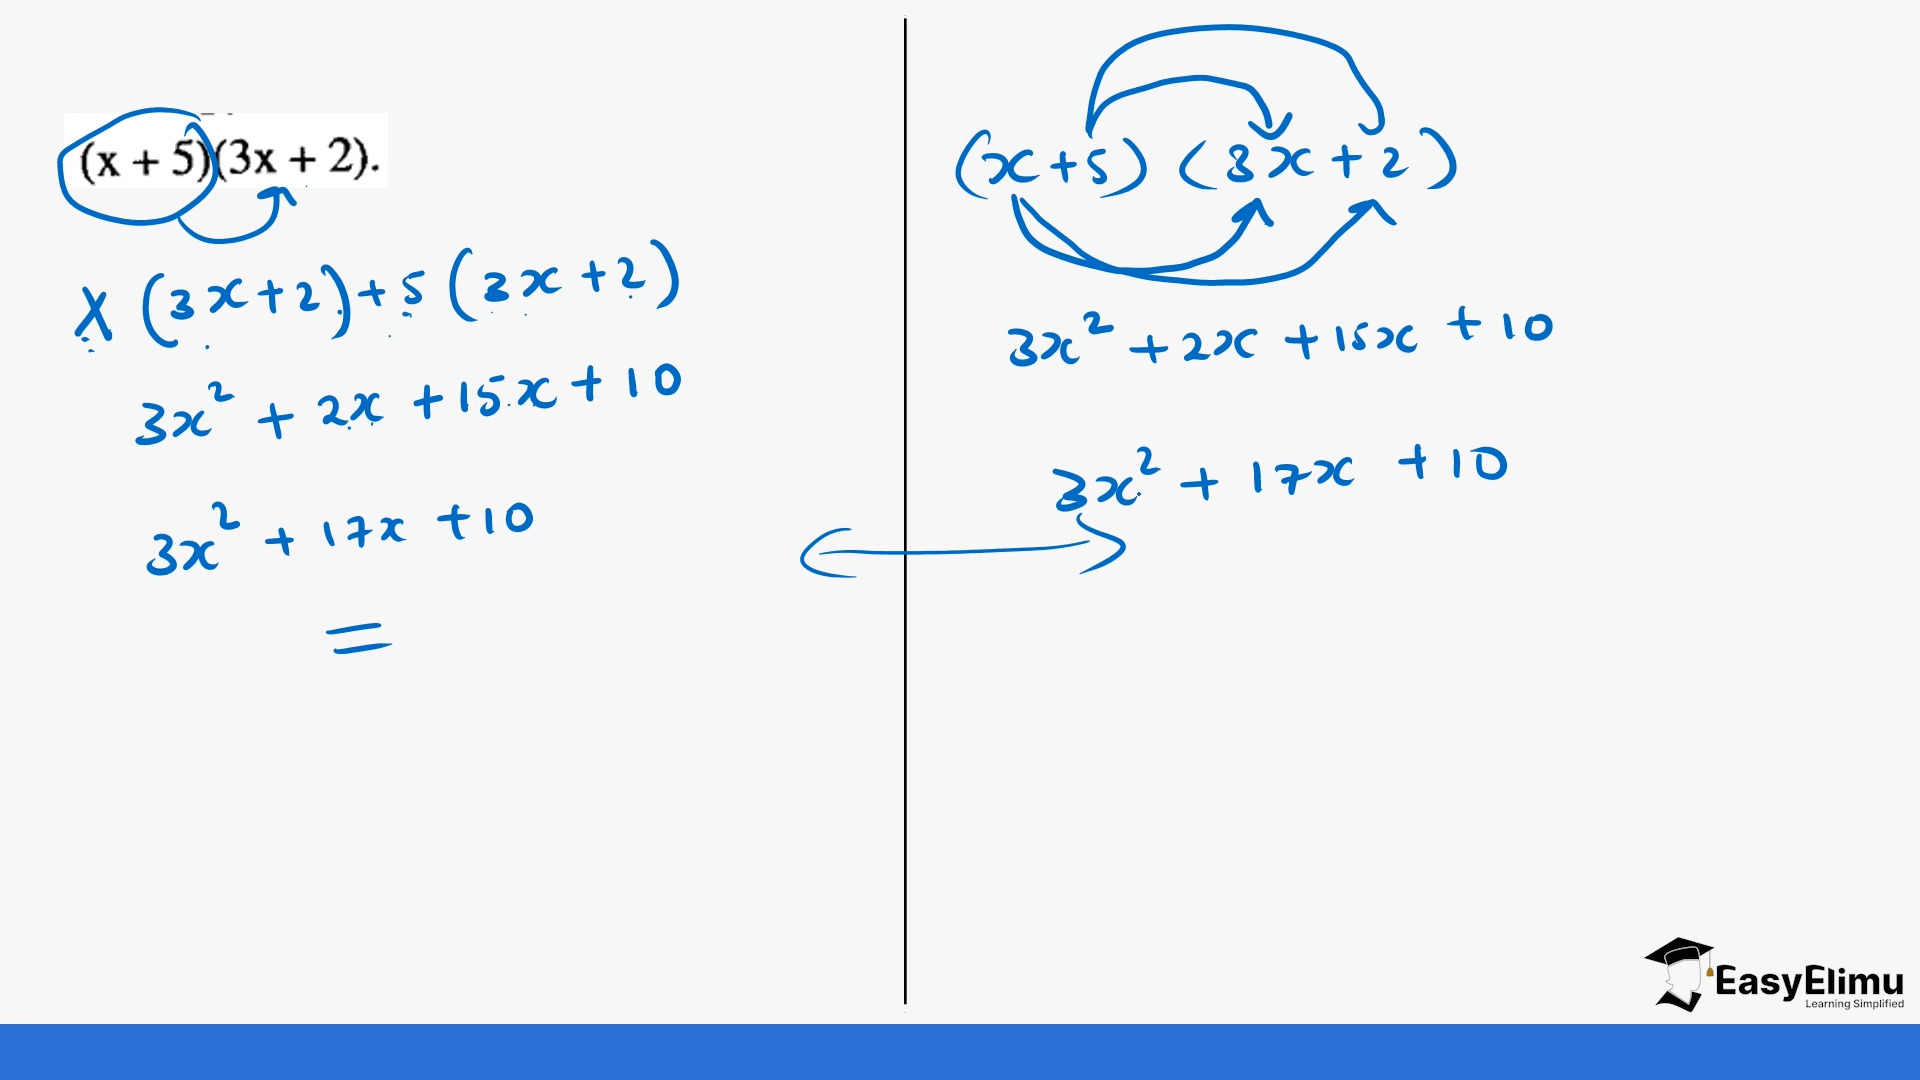 (x + 5)(3x + 2).
x (3x+2)+5 (3x+2)
3x² + 2x +15x + 10
3x² + 17x +10
=
(x+5) (3x+2)
3x² +2x +15x +10
3x² + 17x +10
EasyElimu
Learning Simplified